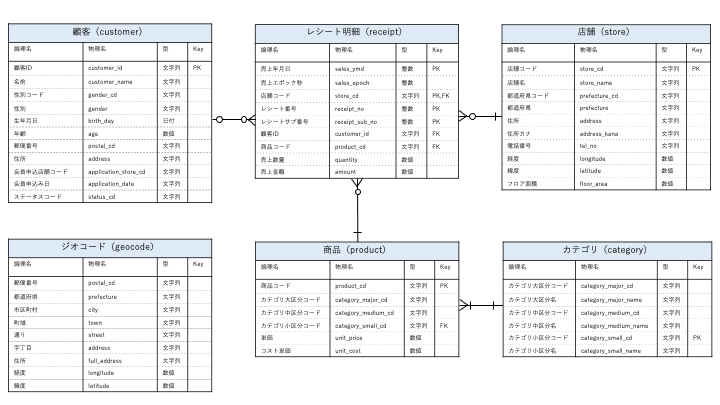 顧客（customer）
論理名 物理名 型 Key
顧客ID customer_id 文字列 PK
名前 customer_name 文字列
性別コード gender_cd 文字列
性別 gender 文字列
生年月日 birth_day 日付
年齢 age 数値
郵便番号 postal_cd 文字列
住所 address 文字列
会員申込店舗コード application_store_cd 文字列
会員申込み日 application_date 文字列
ステータスコード status_cd 文字列
レシート明細（receipt）
論理名 物理名 型 Key
売上年月日 sales_ymd 整数 PK
売上エポック秒 sales_epoch 整数
店舗コード store_cd 文字列 PK,FK
レシート番号 receipt_no 整数 PK
レシートサブ番号 receipt_sub_no 整数 PK
顧客ID customer_id 文字列 FK
商品コード product_cd 文字列 FK
売上数量 quantity 数値
売上金額 amount 数値
店舗（store）
論理名 物理名 型 Key
店舗コード store_cd 文字列 PK
店舗名 store_name 文字列
都道府県コード prefecture_cd 文字列
都道府県 prefecture 文字列
住所 address 文字列
住所カナ address_kana 文字列
電話番号 tel_no 文字列
経度 longitude 数値
緯度 latitude 数値
フロア面積 floor_area 数値
ジオコード（geocode）
論理名 物理名 型 Key
郵便番号 postal_cd 文字列
都道府県 prefecture 文字列
市区町村 city 文字列
町域 town 文字列
通り street 文字列
字丁目 address 文字列
住所 full_address 文字列
経度 longitude 数値
緯度 latitude 数値
商品（product）
論理名 物理名 型 Key
商品コード product_cd 文字列 PK
カテゴリ大区分コード category_major_cd 文字列
カテゴリ中区分コード category_medium_cd 文字列
カテゴリ小区分コード category_small_cd 文字列 FK
単価 unit_price 数値
コスト単価 unit_cost 数値
カテゴリ（category）
論理名 物理名 型 Key
カテゴリ大区分コード category_major_cd 文字列
カテゴリ大区分名 category_major_name 文字列
カテゴリ中区分コード category_medium_cd 文字列
カテゴリ中区分名 category_medium_name 文字列
カテゴリ小区分コード category_small_cd 文字列 PK
カテゴリ小区分名 category_small_name 文字列